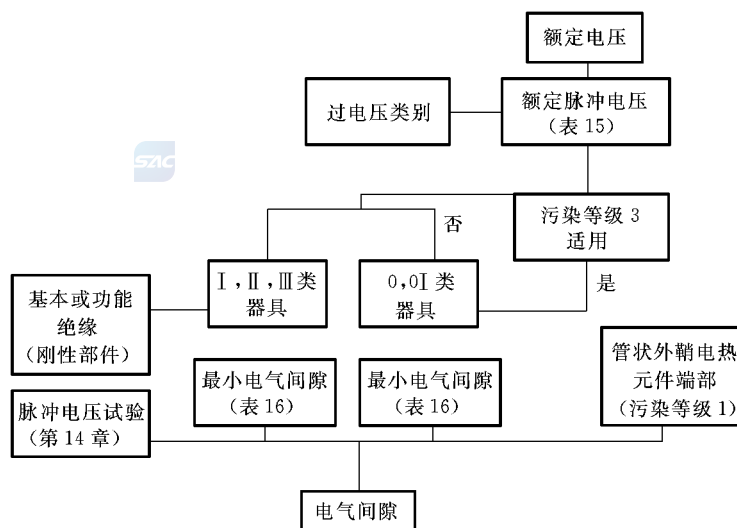 额定电压
过电压类别
额定脉冲电压
（表 15）
SAC
污染等级 3
适用
否
Ⅰ，Ⅱ，Ⅲ类
器具
0，0Ⅰ类
器具
是
基本或功能
绝缘
（刚性部件）
最小电气间隙
（表 16）
最小电气间隙
（表 16）
管状外鞘电热
元件端部
（污染等级 1）
脉冲电压试验
（第 14 章）
电气间隙